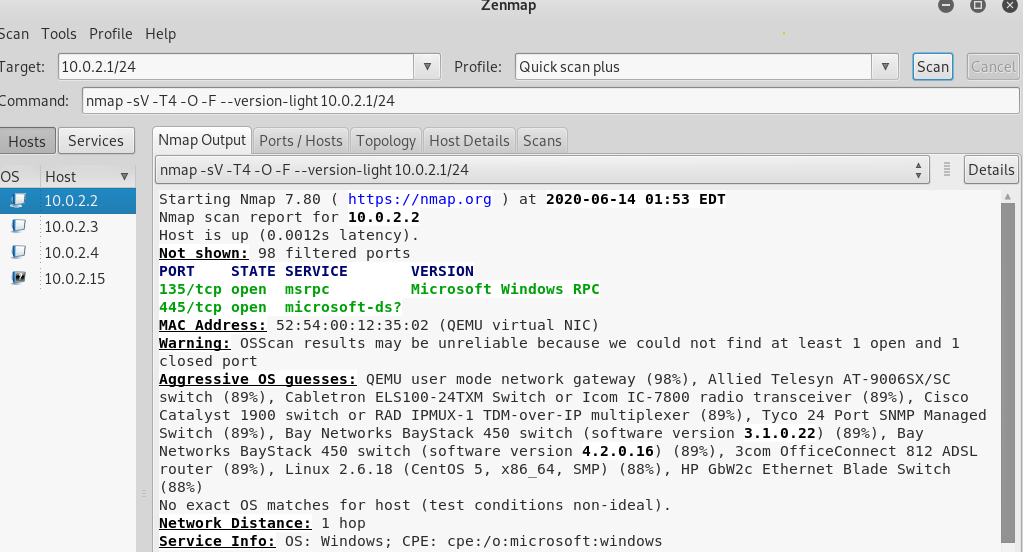 Zenmap
Scan Tools Profile Help
Target: 10.0.2.1/24 Profile: Quick scan plus Scan Cancel
Command: nmap -sV -T4 -O -F --version-light 10.0.2.1/24
Hosts Services Nmap Output Ports / Hosts Topology Host Details Scans
nmap -sV -T4 -O -F --version-light 10.0.2.1/24 Details
OS Host
10.0.2.2
10.0.2.3
10.0.2.4
10.0.2.15
Starting Nmap 7.80 ( https://nmap.org ) at 2020-06-14 01:53 EDT
Nmap scan report for 10.0.2.2
Host is up (0.0012s latency).
Not shown: 98 filtered ports
PORT STATE SERVICE VERSION
135/tcp open msrpc Microsoft Windows RPC
445/tcp open microsoft-ds?
MAC Address: 52:54:00:12:35:02 (QEMU virtual NIC)
Warning: OSScan results may be unreliable because we could not find at least 1 open and 1
closed port
Aggressive OS guesses: QEMU user mode network gateway (98%), Allied Telesyn AT-9006SX/SC
switch (89%), Cabletron ELS100-24TXM Switch or Icom IC-7800 radio transceiver (89%), Cisco
Catalyst 1900 switch or RAD IPMUX-1 TDM-over-IP multiplexer (89%), Tyco 24 Port SNMP Managed
Switch (89%), Bay Networks BayStack 450 switch (software version 3.1.0.22) (89%), Bay
Networks BayStack 450 switch (software version 4.2.0.16) (89%), 3com OfficeConnect 812 ADSL
router (89%), Linux 2.6.18 (CentOS 5, x86_64, SMP) (88%), HP GbW2c Ethernet Blade Switch
(88%)
No exact OS matches for host (test conditions non-ideal).
Network Distance: 1 hop
Service Info: OS: Windows; CPE: cpe:/o:microsoft:windows